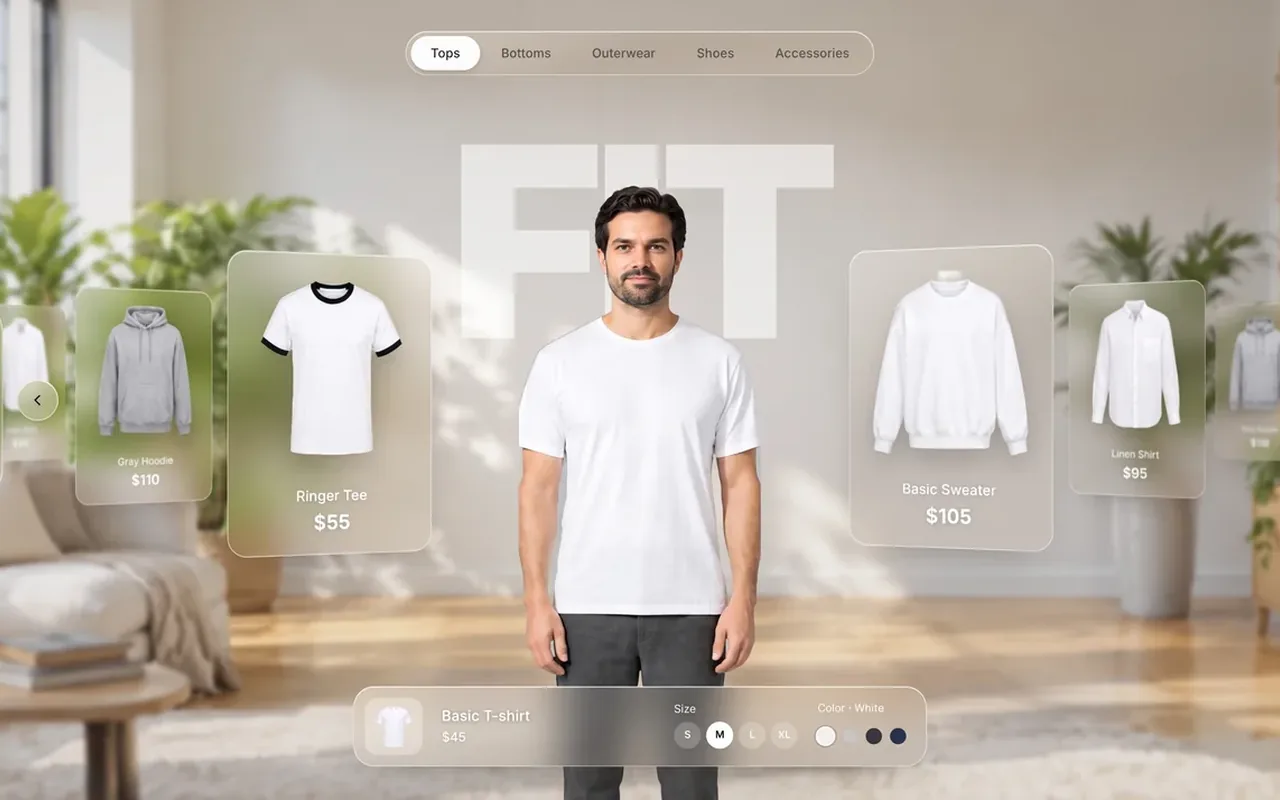 Tops
Bottoms
Outerwear
Shoes
Accessories
FIT
Gray Hoodie
$110
Ringer Tee
$55
Basic Sweater
$105
Linen Shirt
$95
Basic T-shirt
$45
Size
S
M
L
XL
Color · White